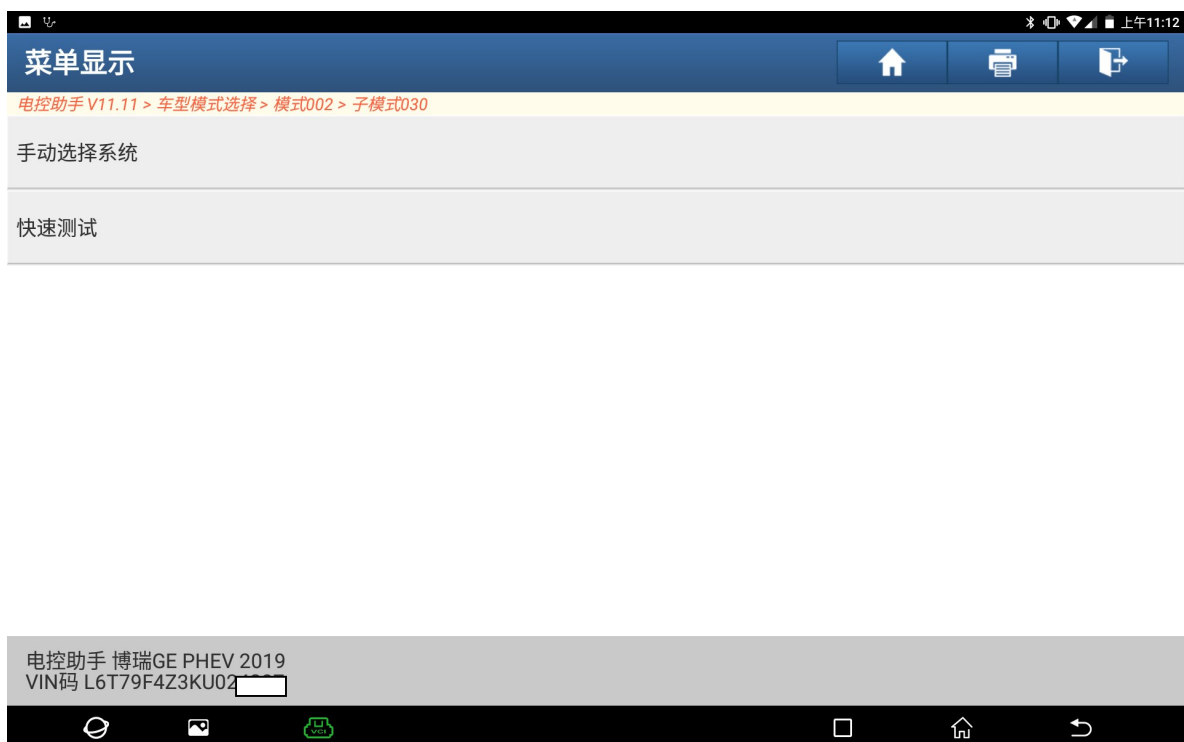 上午11:12
菜单显示
电控助手 V11.11 > 车型模式选择 > 模式002 > 子模式030
手动选择系统
快速测试
电控助手 博瑞GE PHEV 2019
VIN码 L6T79F4Z3KU02
VCI